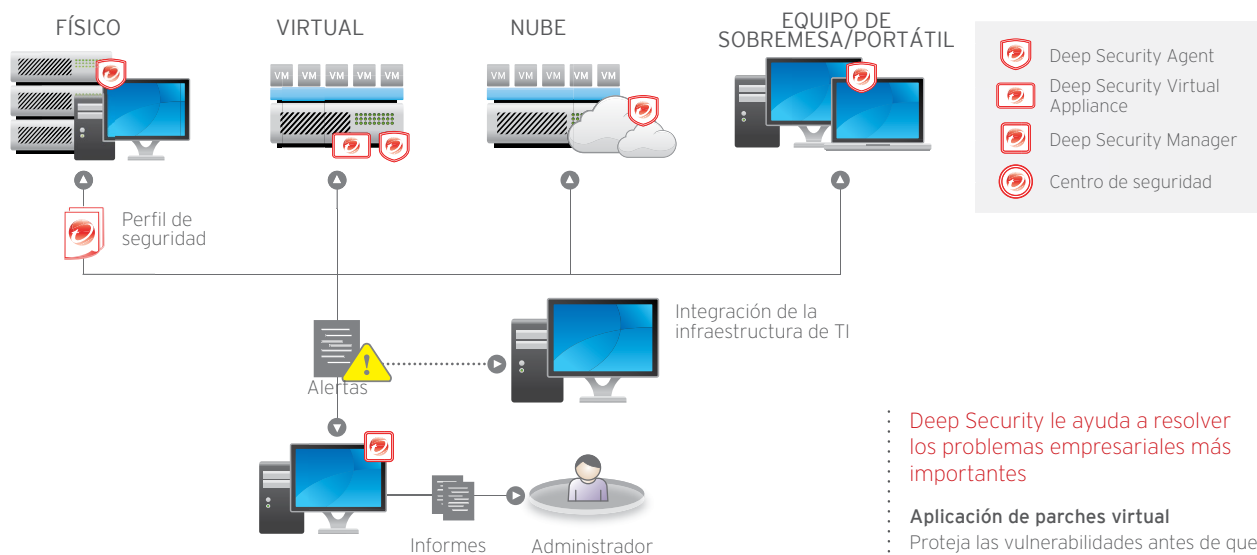 FÍSICO
VIRTUAL
NUBE
EQUIPO DE
SOBREMESA/PORTÁTIL
VM VM VM VM VM
VM VM VM VM VM
Deep Security Agent
Deep Security Virtual
Appliance
Deep Security Manager
Centro de seguridad
Perfil de
seguridad
Integración de la
infraestructura de TI
Alertas
Informes
Administrador
Deep Security le ayuda a resolver
los problemas empresariales más
importantes
Aplicación de parches virtual
Proteja las vulnerabilidades antes de que